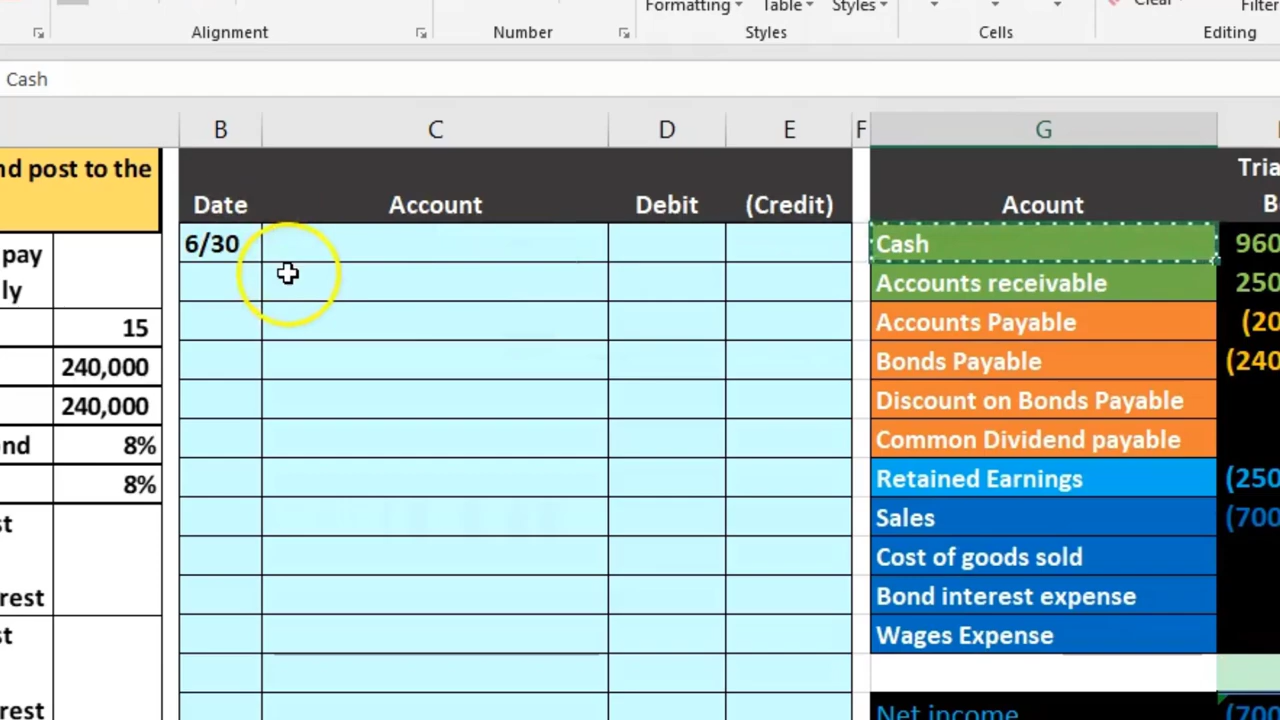 Formatting Table Styles Clear Filter
Alignment Number Styles Cells Editing
Cash
B C D E F G
nd post to the
Date Account Debit (Credit) Acount
Tria
B
6/30
Cash 960
Accounts receivable 250
Accounts Payable (20
Bonds Payable (240
Discount on Bonds Payable
Common Dividend payable
Retained Earnings (250
Sales (700
Cost of goods sold
Bond interest expense
Wages Expense
Net income (700
pay
ly
15
240,000
240,000
nd 8%
8%
st
rest
st
rest